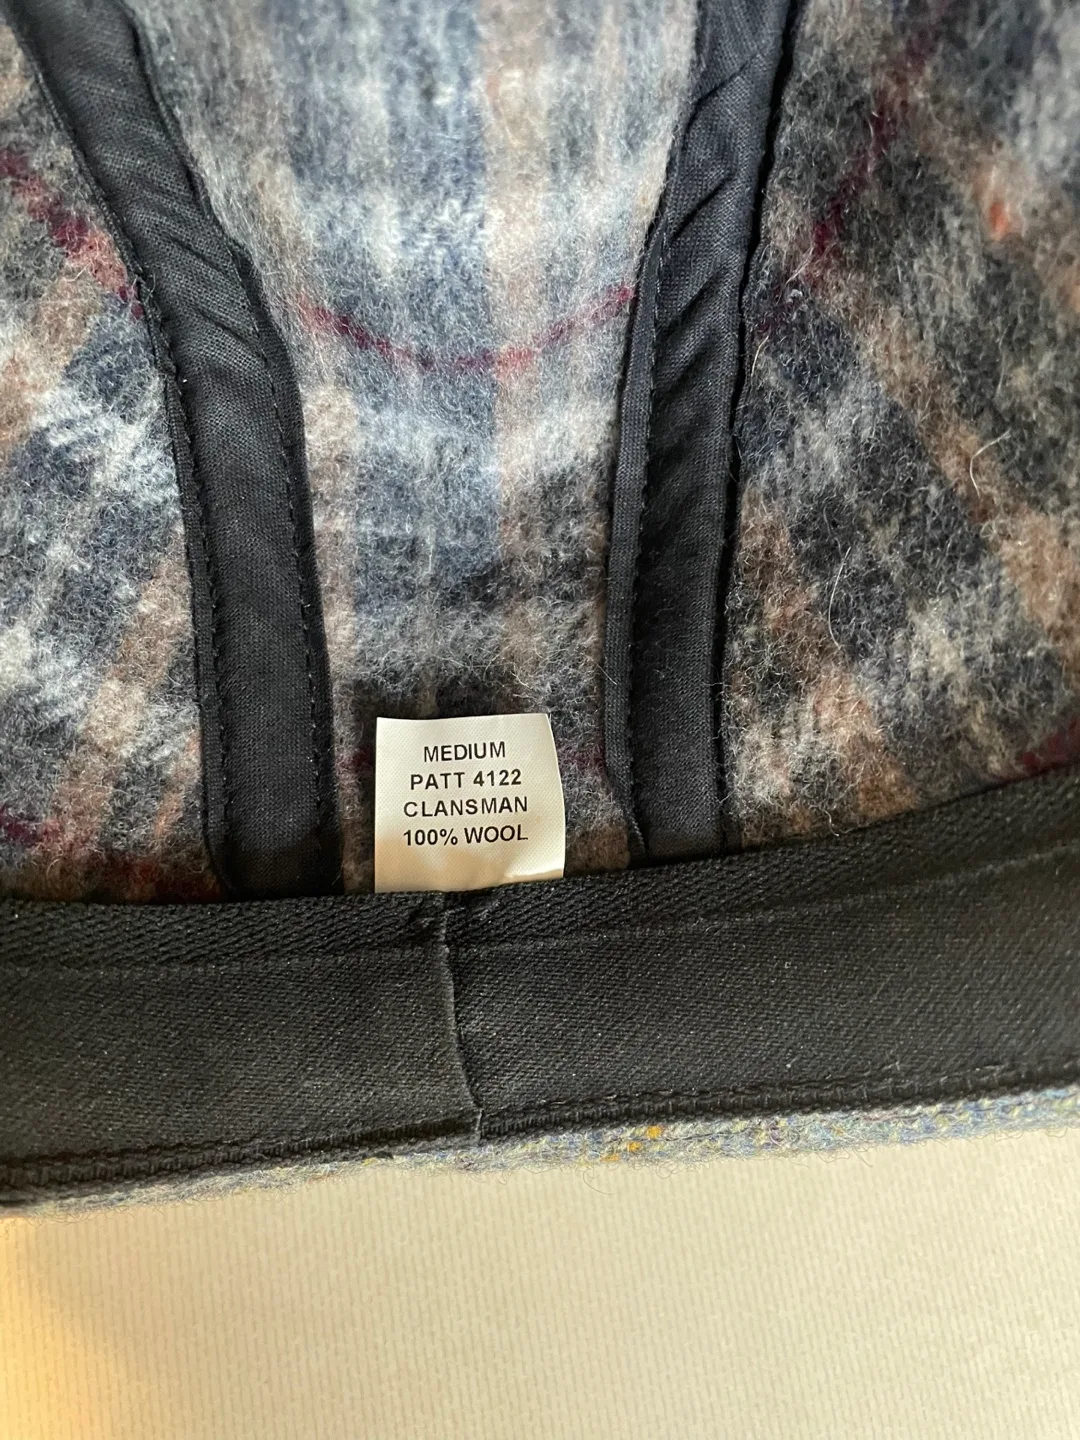 MEDIUM
PATT 4122
CLANSMAN
100% WOOL